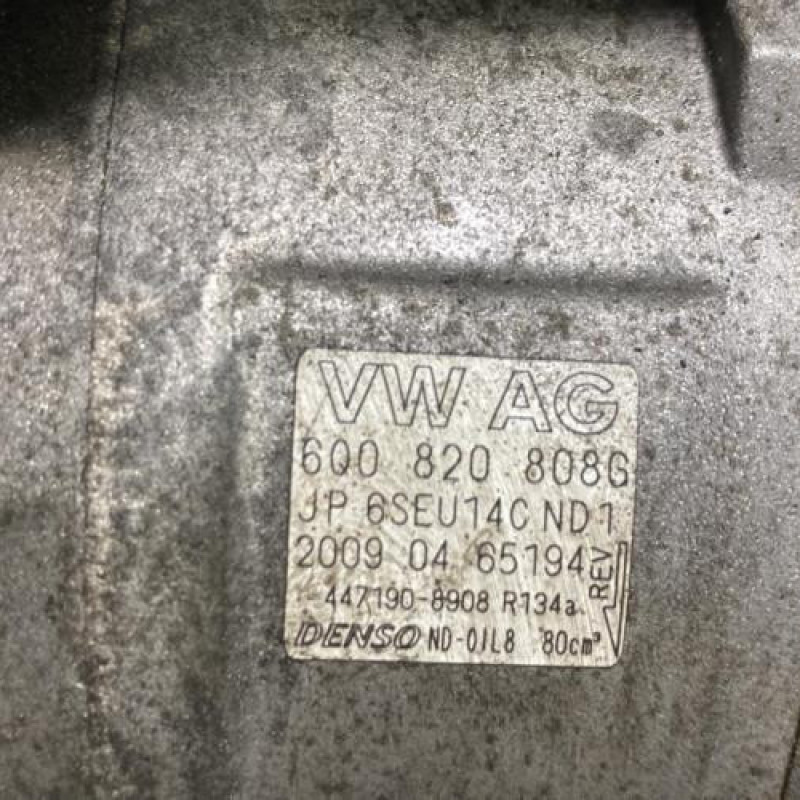 VW AG
6Q0 820 808G
JP 6SEU14C ND1
2009 04 65194
REV
447190-8908 R134a
DENSO ND-OIL8 80cm³